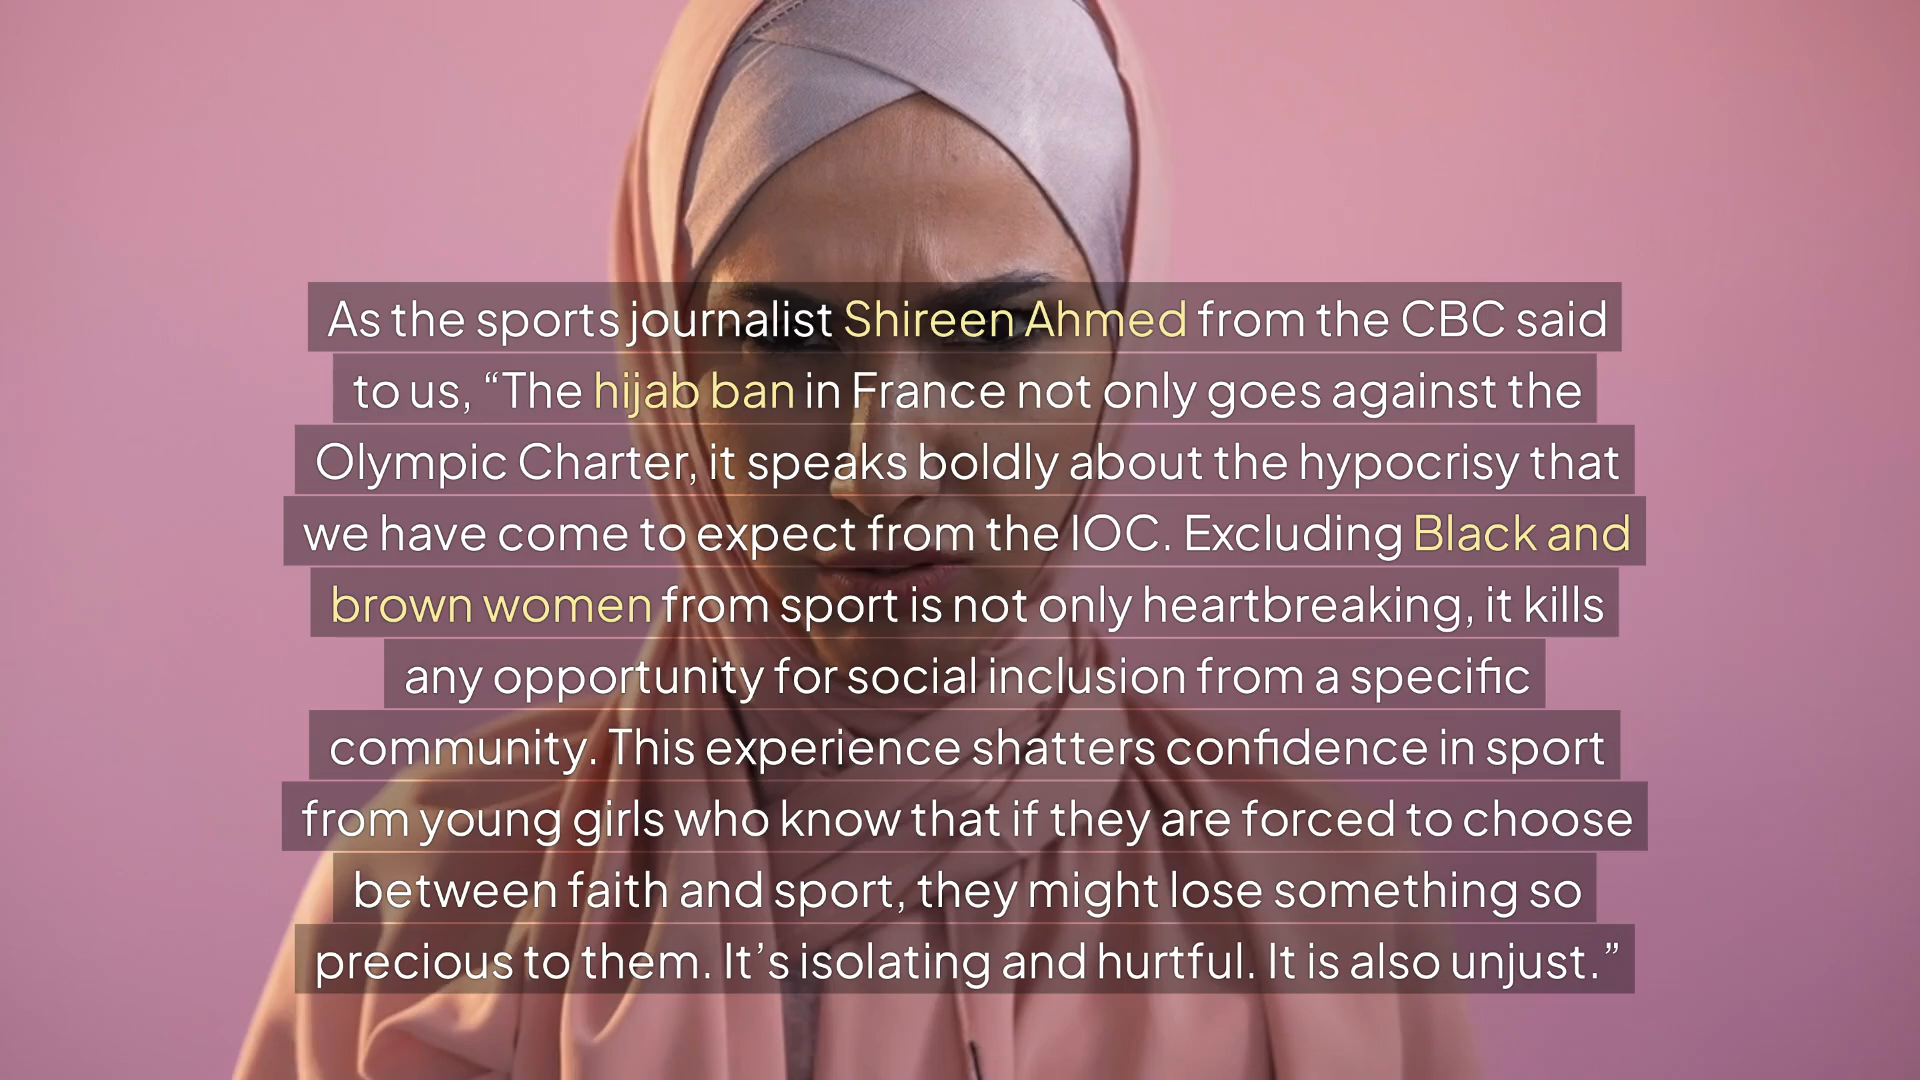 As the sports journalist Shireen Ahmed from the CBC said
to us, “The hijab ban in France not only goes against the
Olympic Charter, it speaks boldly about the hypocrisy that
we have come to expect from the IOC. Excluding Black and
brown women from sport is not only heartbreaking, it kills
any opportunity for social inclusion from a specific
community. This experience shatters confidence in sport
from young girls who know that if they are forced to choose
between faith and sport, they might lose something so
precious to them. It’s isolating and hurtful. It is also unjust.”